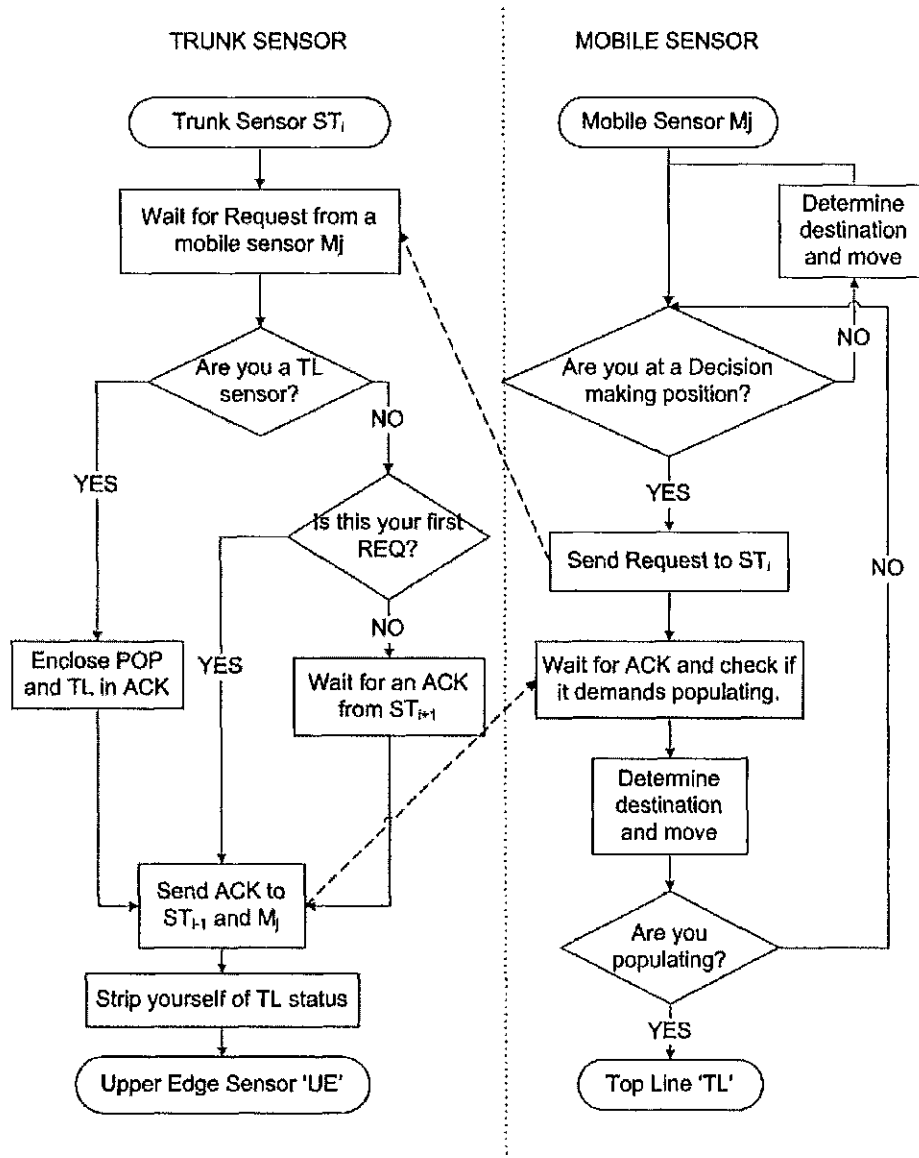 TRUNK SENSOR
Trunk Sensor STi
Wait for Request from a
mobile sensor Mj
Are you a TL
sensor?
NO
YES
Is this your first
REQ?
NO
YES
Enclose POP
and TL in ACK
Wait for an ACK
from STi+1
Send ACK to
STi-1 and Mj
Strip yourself of TL status
Upper Edge Sensor 'UE'
MOBILE SENSOR
Mobile Sensor Mj
Determine
destination
and move
NO
Are you at a Decision
making position?
YES
Send Request to STi
NO
Wait for ACK and check if
it demands populating.
Determine
destination
and move
Are you
populating?
YES
Top Line 'TL'